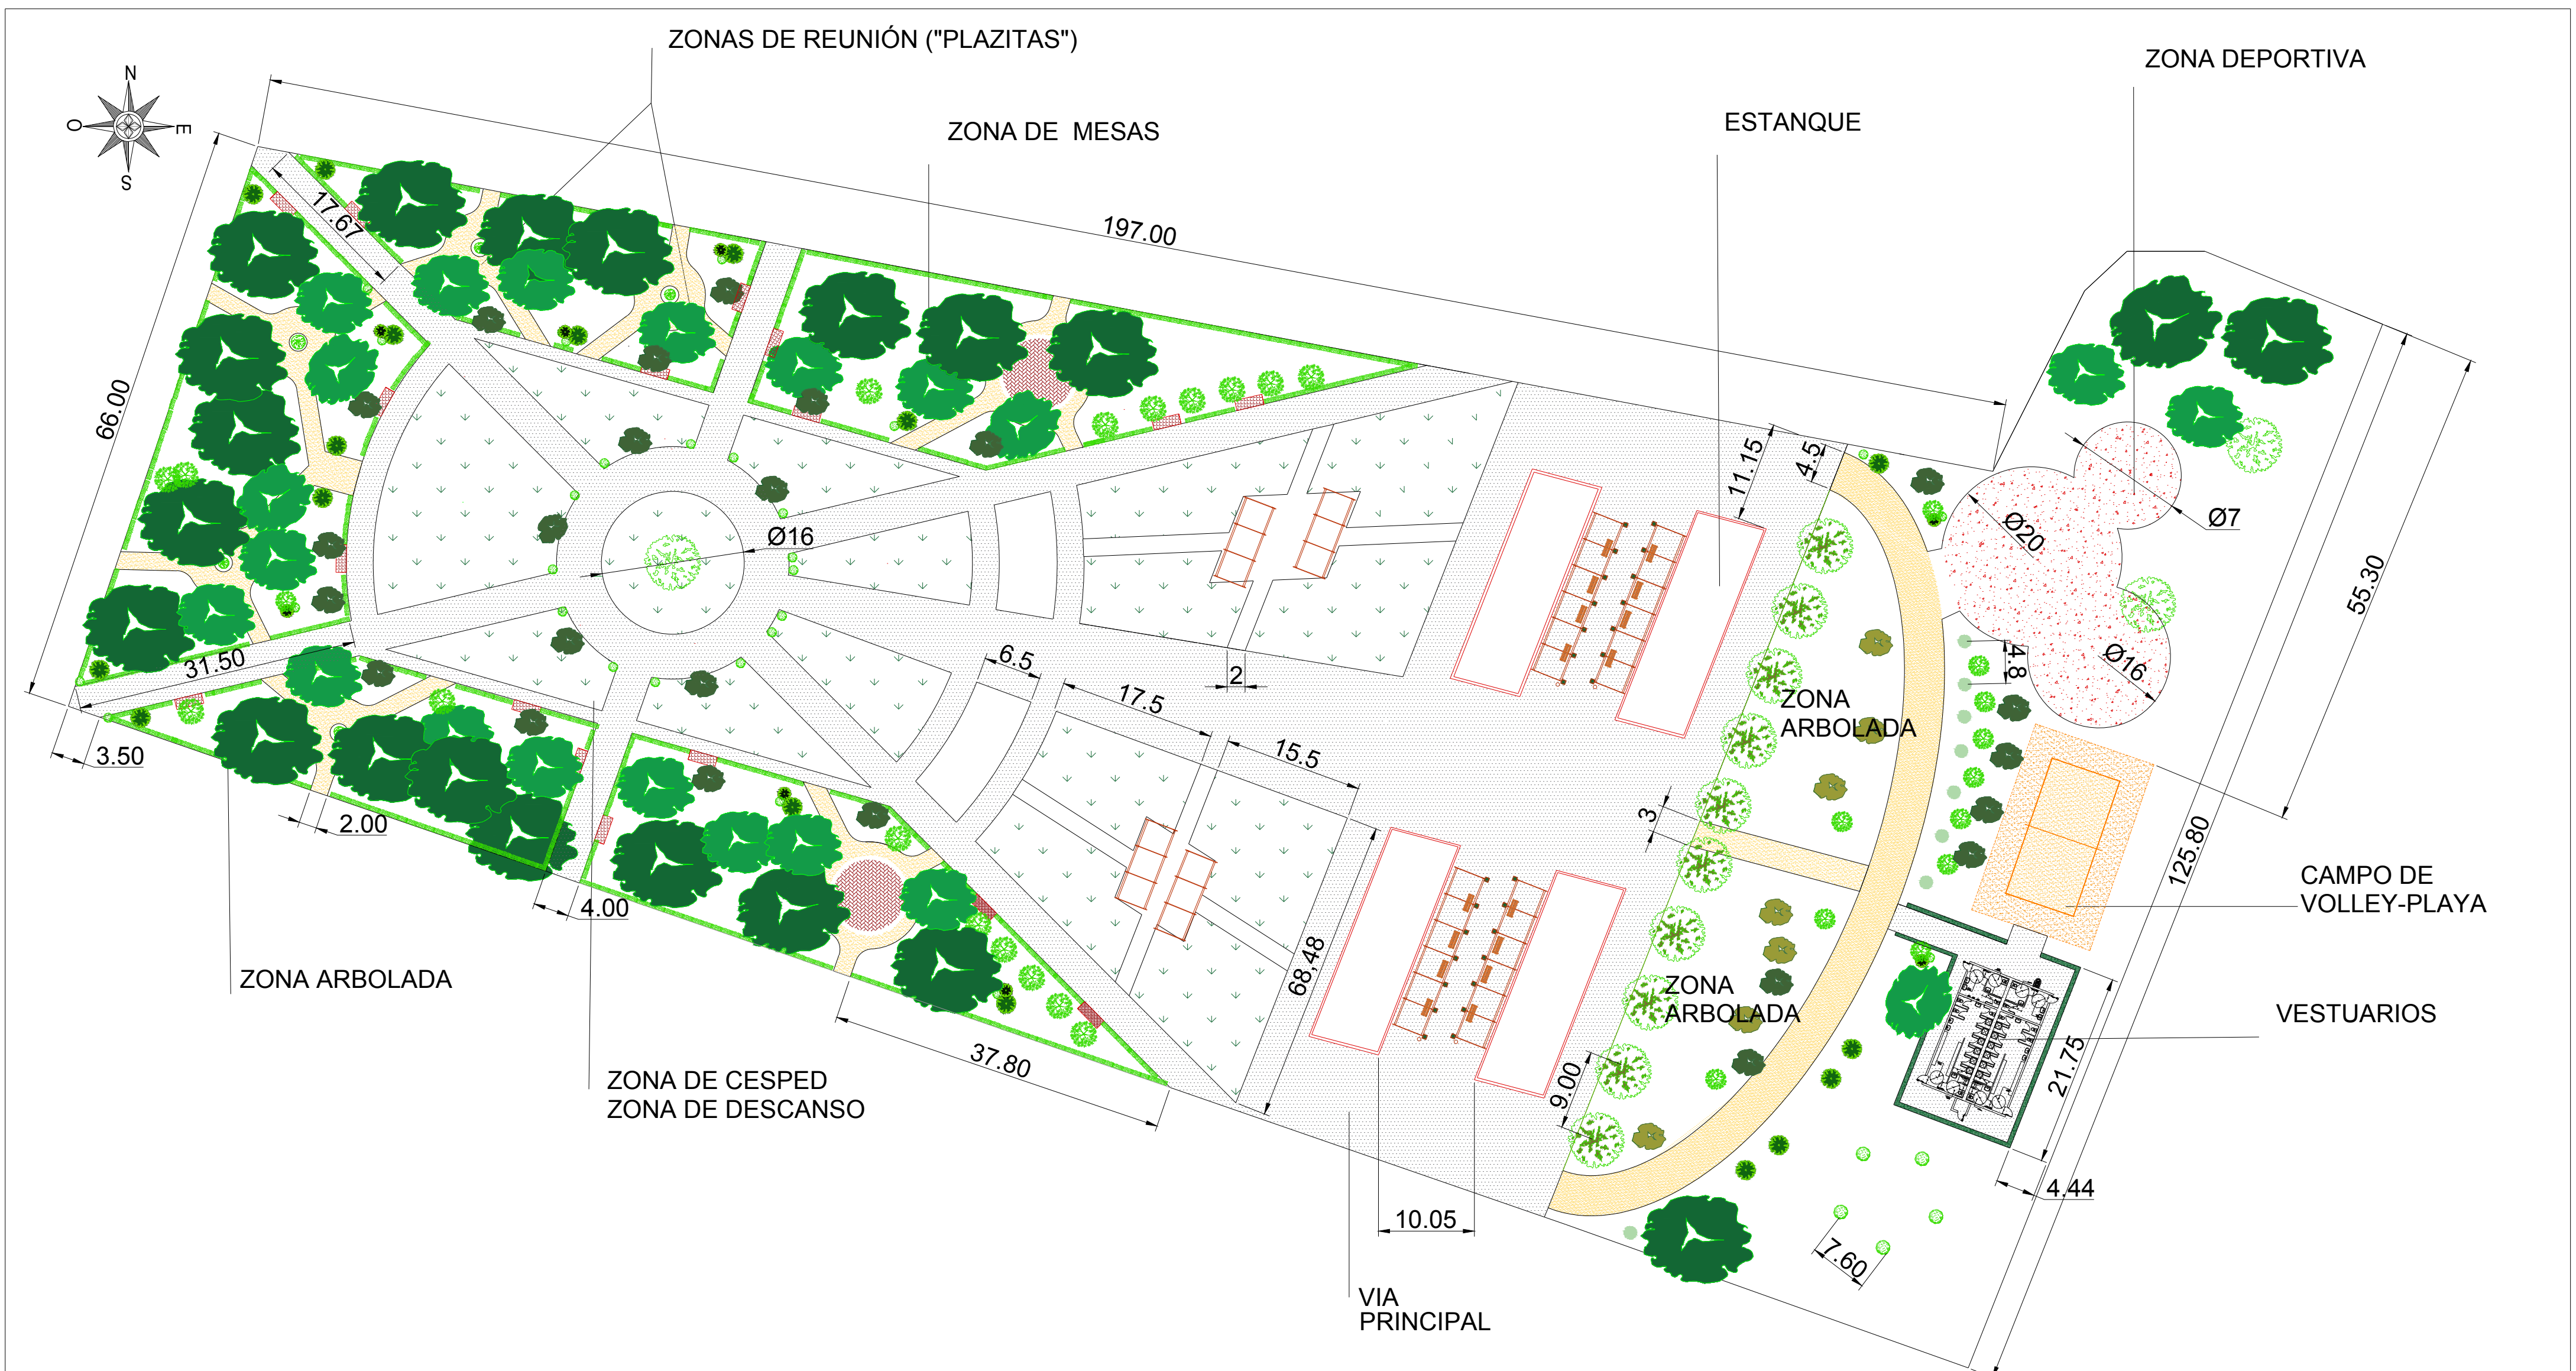 ZONAS DE REUNIÓN ("PLAZITAS")
ZONA DEPORTIVA
N
O
E
S
ZONA DE MESAS
ESTANQUE
17.67
197.00
66.00
11.15
4.5
Ø16
Ø20
Ø7
55.30
31.50
6.5
2
17.5
15.5
4.8
Ø16
ZONA
ARBOLADA
3.50
2.00
3
125.80
4.00
CAMPO DE
VOLLEY-PLAYA
ZONA ARBOLADA
68,48
ZONA
ARBOLADA
VESTUARIOS
37.80
9.00
21.75
ZONA DE CESPED
ZONA DE DESCANSO
4.44
10.05
7.60
VIA
PRINCIPAL